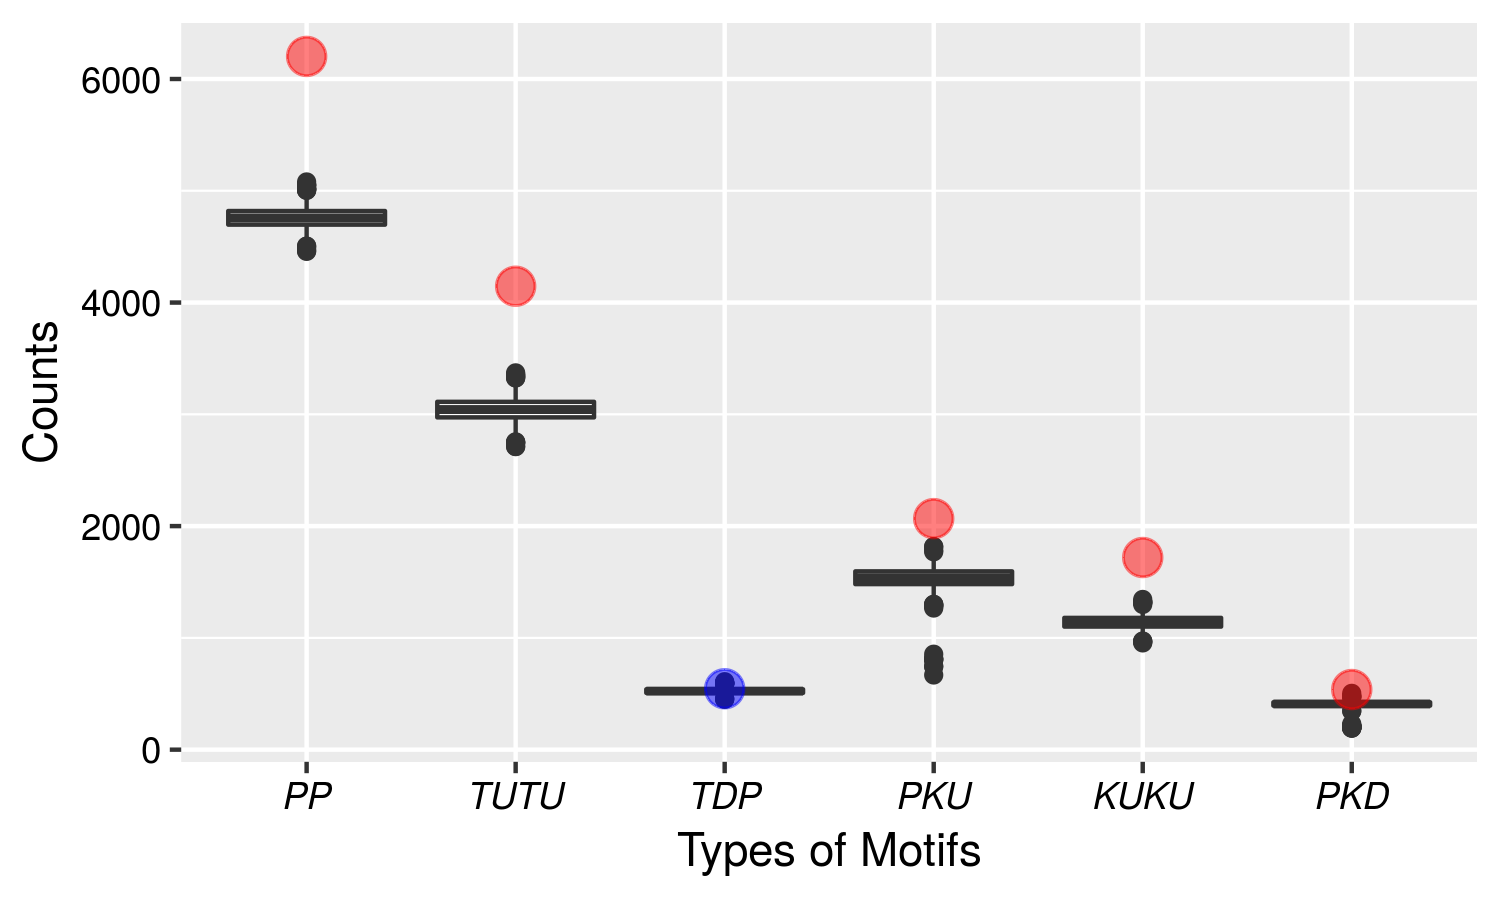 6000
4000
2000
0
Counts
PP TUTU TDP PKU KUKU PKD
Types of Motifs